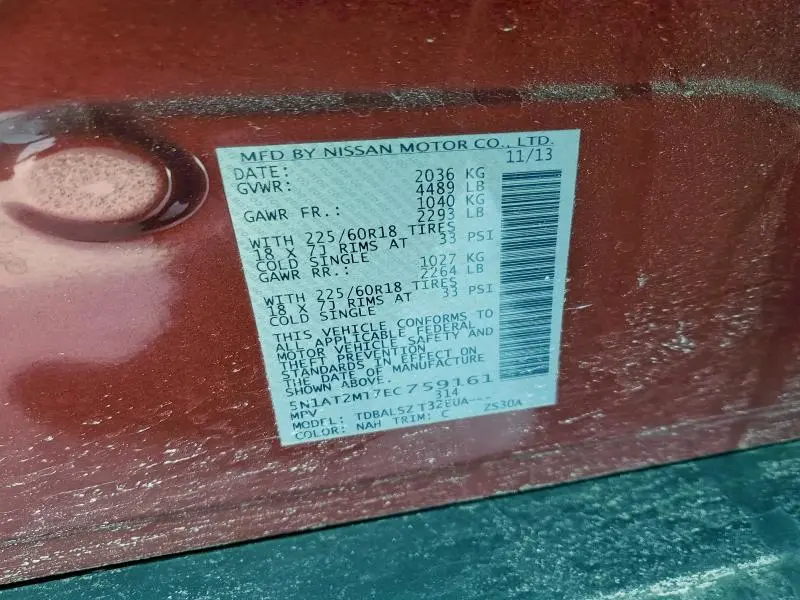 MFD BY NISSAN MOTOR CO., LTD.
DATE: 11/13
GVWR: 2036 KG
4489 LB
GAWR FR.: 1040 KG
2293 LB
WITH 225/60R18 TIRES
18 X 7J RIMS AT 33 PSI
COLD SINGLE
GAWR RR.: 1027 KG
2264 LB
WITH 225/60R18 TIRES
18 X 7J RIMS AT 33 PSI
COLD SINGLE
THIS VEHICLE CONFORMS TO
ALL APPLICABLE FEDERAL
MOTOR VEHICLE SAFETY AND
THEFT PREVENTION
STANDARDS IN EFFECT ON
THE DATE OF MANUFACTURE
SHOWN ABOVE.
5N1AT2M17EC759161
MPV 314
MODEL: TDBALSZ T32EUA---
COLOR: NAH TRIM: C ZS30A